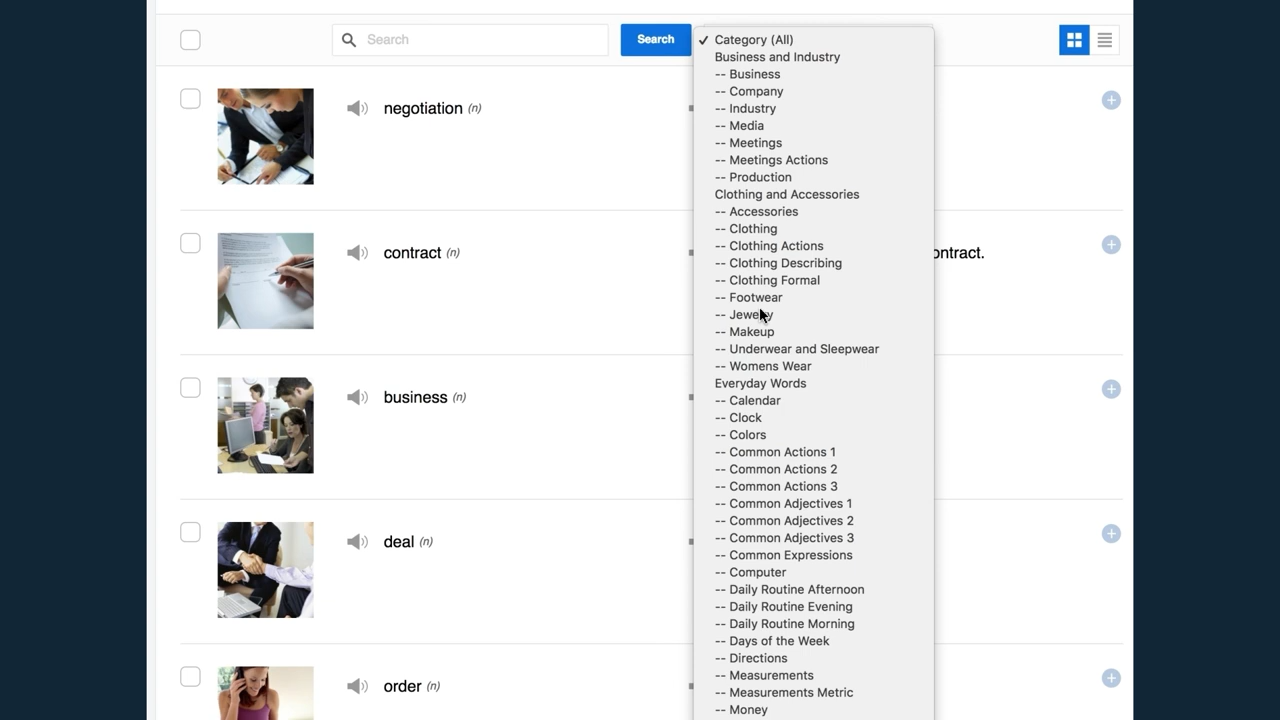 Search
Search
✓ Category (All)
Business and Industry
-- Business
-- Company
-- Industry
-- Media
-- Meetings
-- Meetings Actions
-- Production
Clothing and Accessories
-- Accessories
-- Clothing
-- Clothing Actions
-- Clothing Describing
-- Clothing Formal
-- Footwear
-- Jewelry
-- Makeup
-- Underwear and Sleepwear
-- Womens Wear
Everyday Words
-- Calendar
-- Clock
-- Colors
-- Common Actions 1
-- Common Actions 2
-- Common Actions 3
-- Common Adjectives 1
-- Common Adjectives 2
-- Common Adjectives 3
-- Common Expressions
-- Computer
-- Daily Routine Afternoon
-- Daily Routine Evening
-- Daily Routine Morning
-- Days of the Week
-- Directions
-- Measurements
-- Measurements Metric
-- Money
negotiation (n)
contract (n)
ontract.
business (n)
deal (n)
order (n)